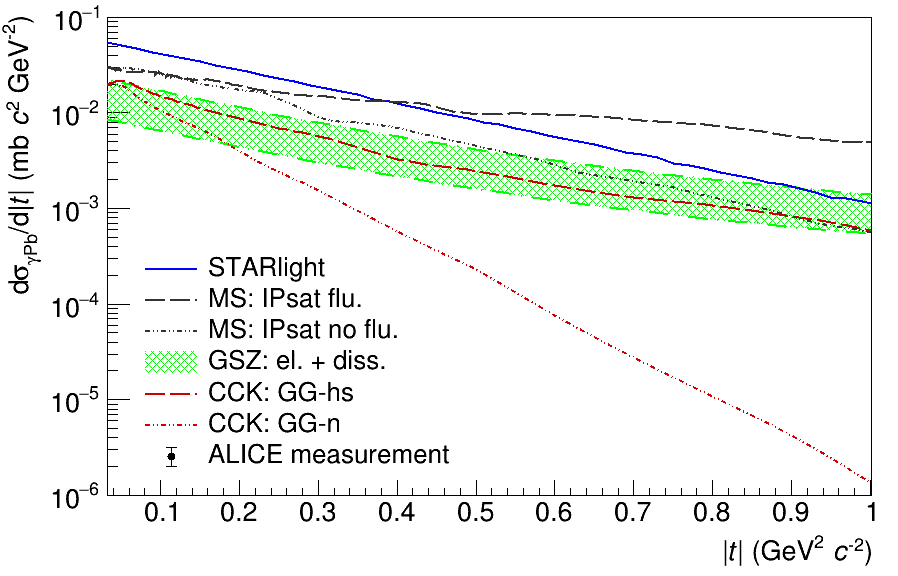 dσγPb/d|t| (mb c² GeV⁻²)
10⁻¹
10⁻²
10⁻³
10⁻⁴
10⁻⁵
10⁻⁶
STARlight
MS: IPsat flu.
MS: IPsat no flu.
GSZ: el. + diss.
CCK: GG-hs
CCK: GG-n
ALICE measurement
0.1 0.2 0.3 0.4 0.5 0.6 0.7 0.8 0.9 1
|t| (GeV² c⁻²)